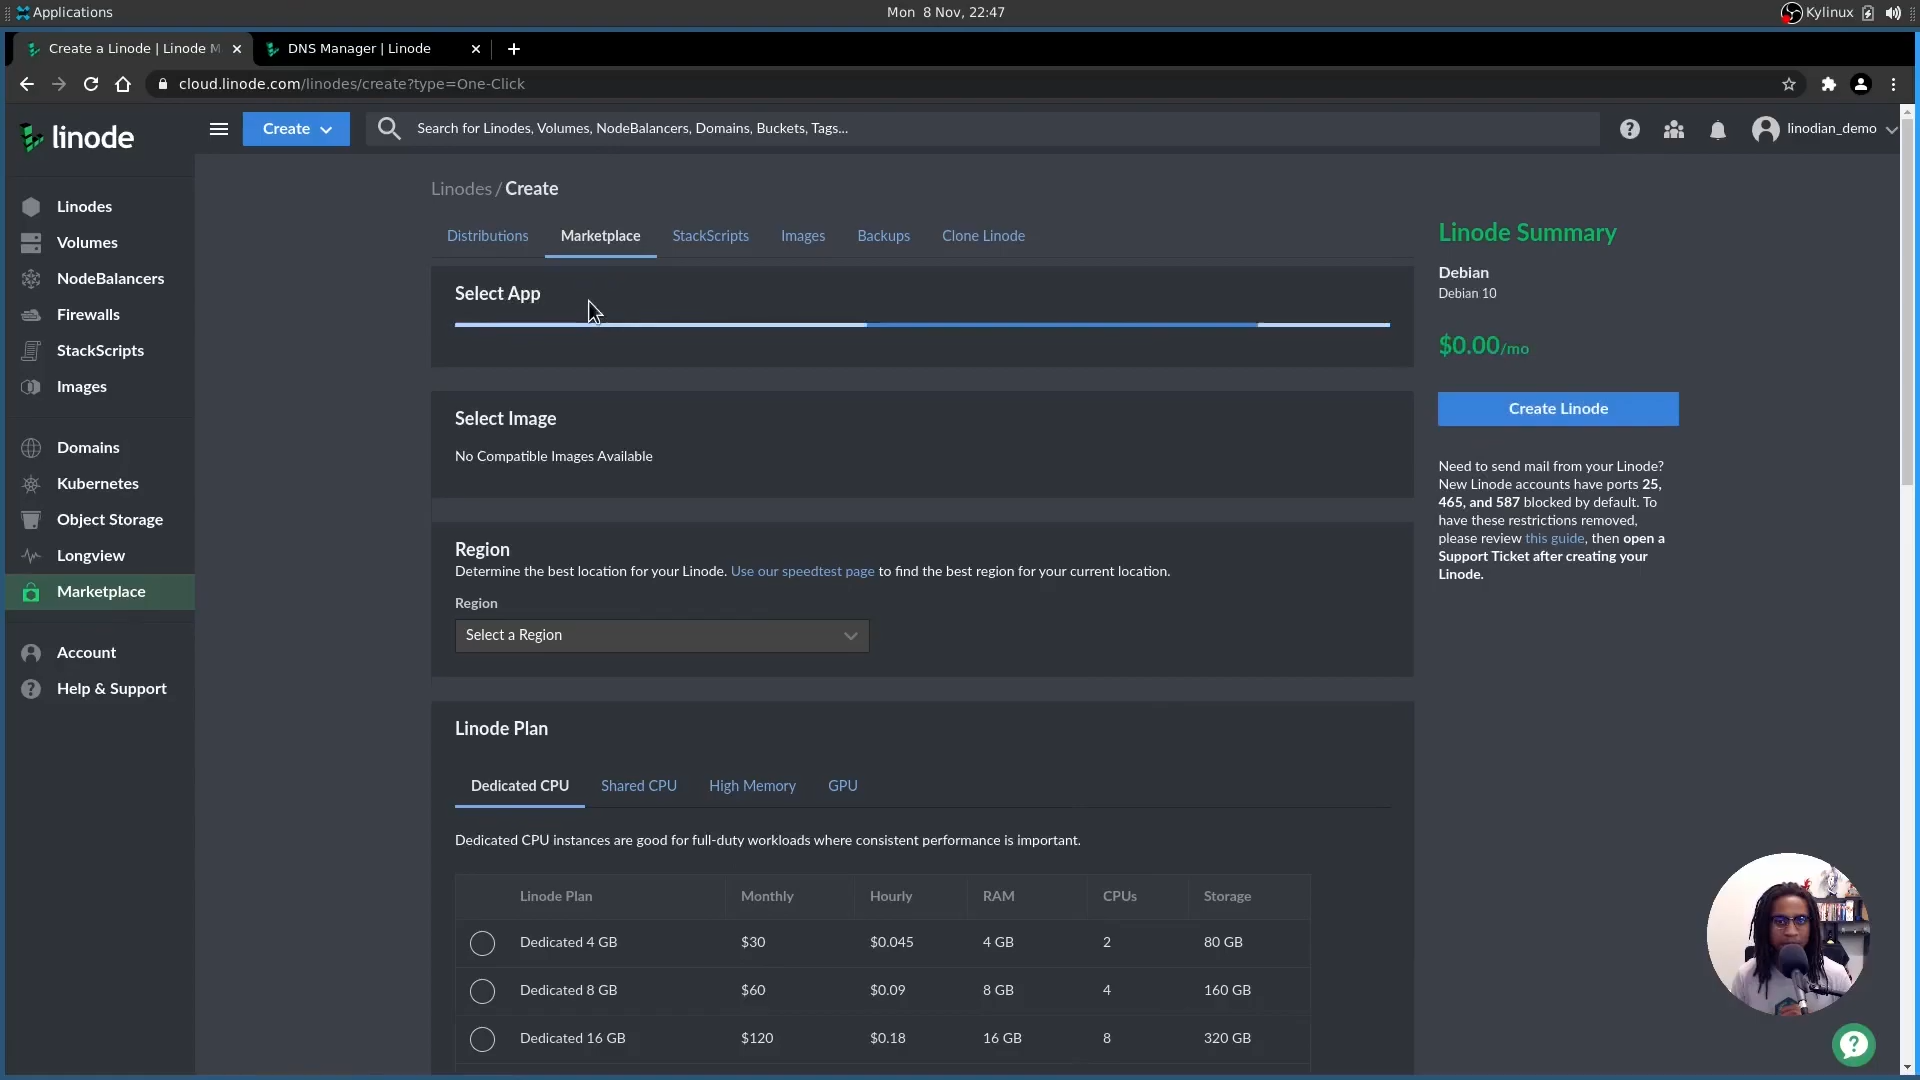 Applications
Mon 8 Nov, 22:47
Kylinux
Create a Linode | Linode M
DNS Manager | Linode
cloud.linode.com/linodes/create?type=One-Click
linode
Create
Search for Linodes, Volumes, NodeBalancers, Domains, Buckets, Tags...
linodian_demo
Linodes
Volumes
NodeBalancers
Firewalls
StackScripts
Images
Domains
Kubernetes
Object Storage
Longview
Marketplace
Account
Help & Support
Linodes / Create
Distributions
Marketplace
StackScripts
Images
Backups
Clone Linode
Select App
Select Image
No Compatible Images Available
Region
Determine the best location for your Linode. Use our speedtest page to find the best region for your current location.
Region
Select a Region
Linode Plan
Dedicated CPU
Shared CPU
High Memory
GPU
Dedicated CPU instances are good for full-duty workloads where consistent performance is important.
Linode Plan Monthly Hourly RAM CPUs Storage
Dedicated 4 GB $30 $0.045 4 GB 2 80 GB
Dedicated 8 GB $60 $0.09 8 GB 4 160 GB
Dedicated 16 GB $120 $0.18 16 GB 8 320 GB
Linode Summary
Debian
Debian 10
$0.00/mo
Create Linode
Need to send mail from your Linode?
New Linode accounts have ports 25,
465, and 587 blocked by default. To
have these restrictions removed,
please review this guide, then open a
Support Ticket after creating your
Linode.